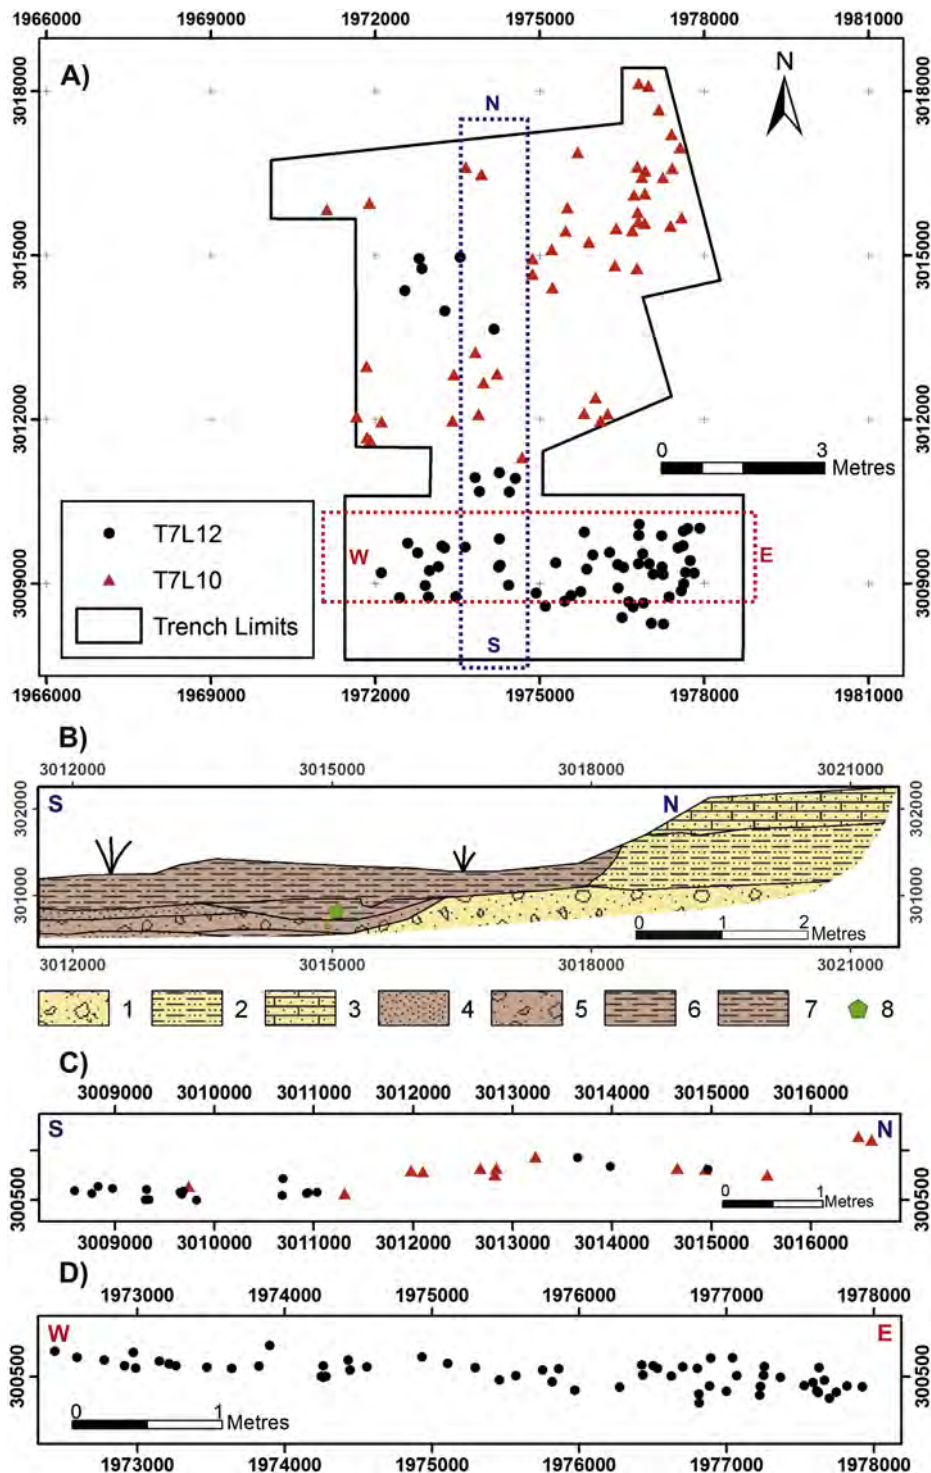 1966000 1969000 1972000 1975000 1978000 1981000
A)
N
N
3018000 3018000
3015000 3015000
3012000 3012000
0 3
Metres
T7L12
T7L10
Trench Limits
W E
3009000 3009000
S
1966000 1969000 1972000 1975000 1978000 1981000
B)
3012000 3015000 3018000 3021000
S N
302000 302000
301000 301000
0 1 2
Metres
3012000 3015000 3018000 3021000
1 2 3 4 5 6 7 8
C)
3009000 3010000 3011000 3012000 3013000 3014000 3015000 3016000
S N
300500 300500
0 1
Metres
3009000 3010000 3011000 3012000 3013000 3014000 3015000 3016000
D)
1973000 1974000 1975000 1976000 1977000 1978000
W E
300500 300500
0 1
Metres
1973000 1974000 1975000 1976000 1977000 1978000